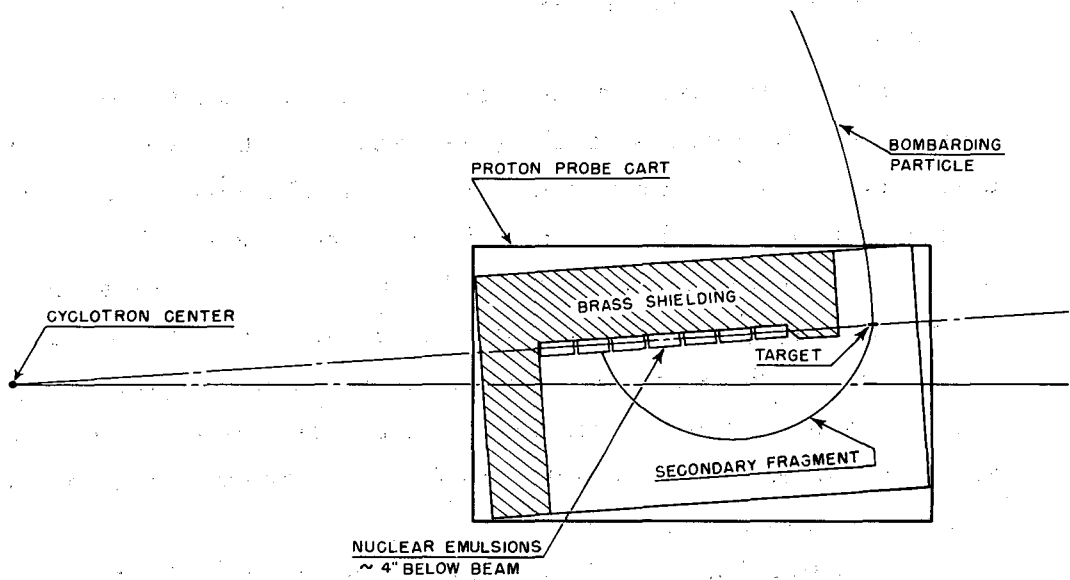 BOMBARDING
PARTICLE
PROTON PROBE CART
BRASS SHIELDING
CYCLOTRON CENTER
TARGET
SECONDARY FRAGMENT
NUCLEAR EMULSIONS
~ 4" BELOW BEAM